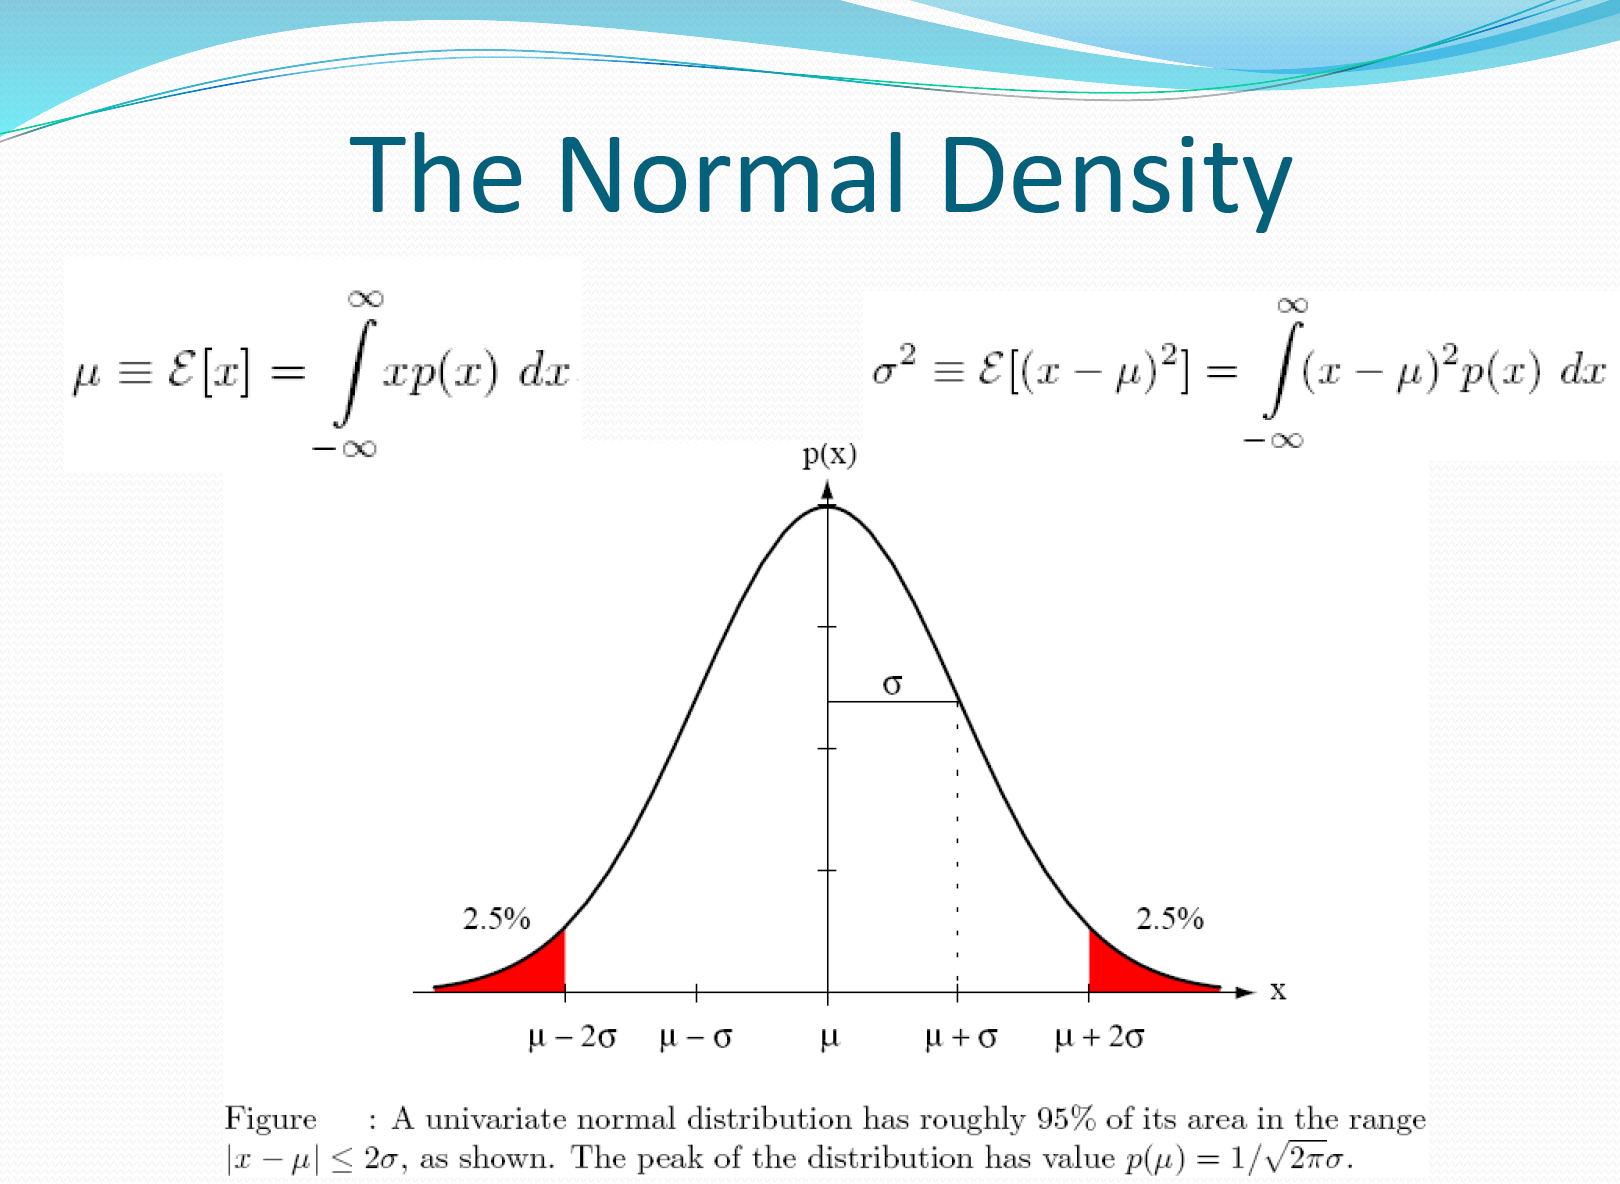 The Normal Density
μ ≡ ℰ[x] = ∫_{-∞}^{∞} xp(x) dx
σ² ≡ ℰ[(x − μ)²] = ∫_{-∞}^{∞} (x − μ)²p(x) dx
p(x)
σ
2.5% 2.5%
x
μ − 2σ μ − σ μ μ + σ μ + 2σ
Figure : A univariate normal distribution has roughly 95% of its area in the range
|x − μ| ≤ 2σ, as shown. The peak of the distribution has value p(μ) = 1/√2πσ.